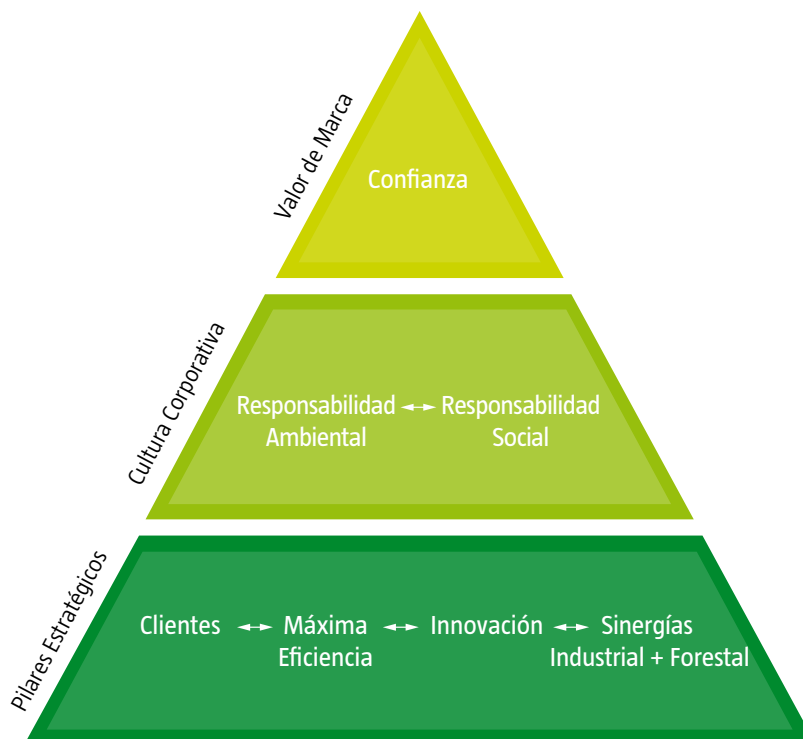 Valor de Marca
Confianza
Cultura Corporativa
Responsabilidad ↔ Responsabilidad
Ambiental Social
Pilares Estratégicos
Clientes ↔ Máxima ↔ Innovación ↔ Sinergías
Eficiencia Industrial + Forestal